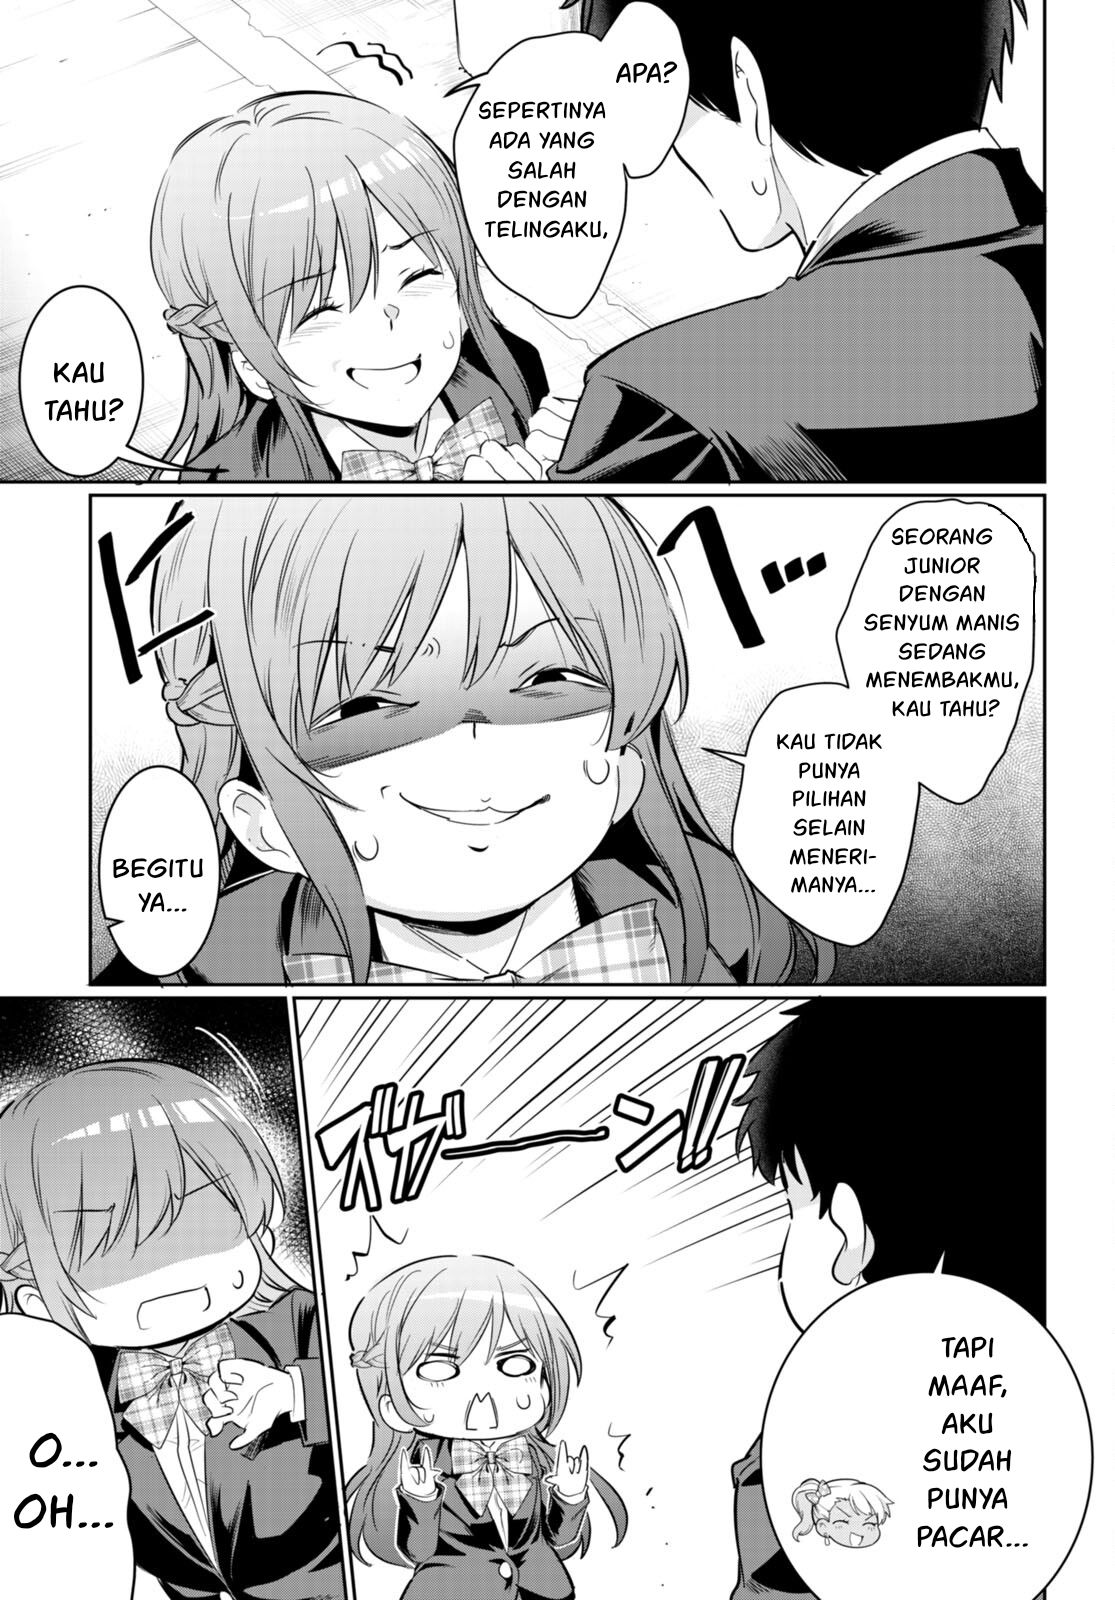 APA?
SEPERTINYA
ADA YANG
SALAH
DENGAN
TELINGAKU,
KAU
TAHU?
SEORANG
JUNIOR
DENGAN
SENYUM MANIS
SEDANG
MENEMBAKMU,
KAU TAHU?
KAU TIDAK
PUNYA
PILIHAN
SELAIN
MENERI-
MANYA...
ドヤ...
BEGITU
YA...
TAPI
MAAF,
AKU
SUDAH
PUNYA
PACAR...
ズガーーン!!
O...
OH...